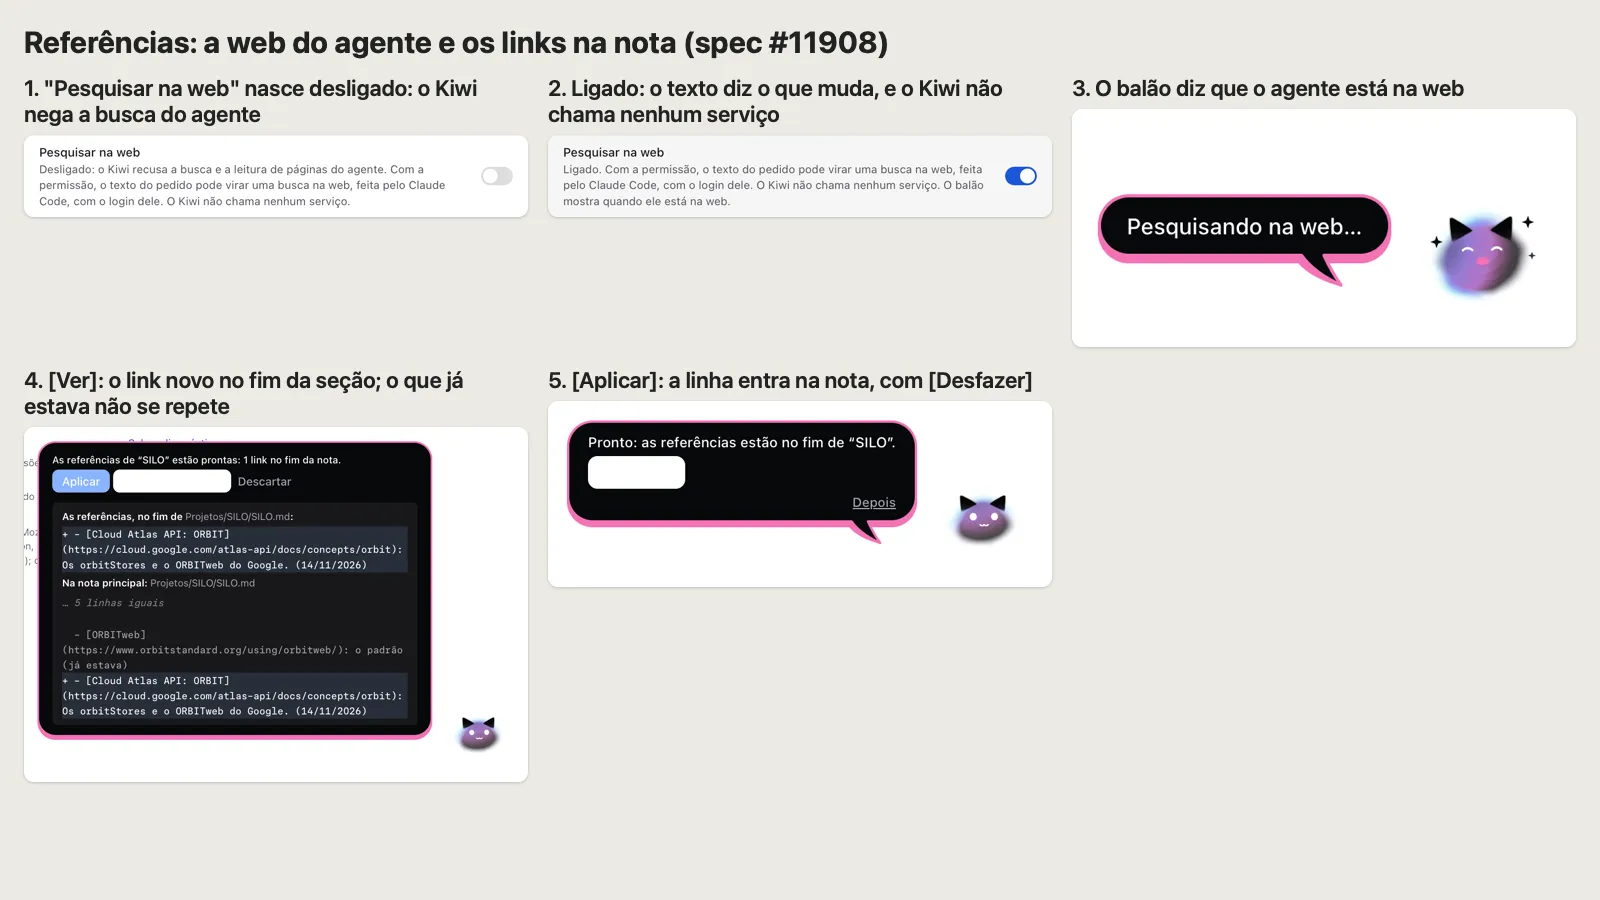 Referências: a web do agente e os links na nota (spec #11908)
1. "Pesquisar na web" nasce desligado: o Kiwi
nega a busca do agente
Pesquisar na web
Desligado: o Kiwi recusa a busca e a leitura de páginas do agente. Com a
permissão, o texto do pedido pode virar uma busca na web, feita pelo Claude
Code, com o login dele. O Kiwi não chama nenhum serviço.
2. Ligado: o texto diz o que muda, e o Kiwi não
chama nenhum serviço
Pesquisar na web
Ligado. Com a permissão, o texto do pedido pode virar uma busca na web, feita
pelo Claude Code, com o login dele. O Kiwi não chama nenhum serviço. O balão
mostra quando ele está na web.
3. O balão diz que o agente está na web
Pesquisando na web...
4. [Ver]: o link novo no fim da seção; o que já
estava não se repete
As referências de “SILO” estão prontas: 1 link no fim da nota.
Aplicar
Descartar
As referências, no fim de Projetos/SILO/SILO.md:
+ - [Cloud Atlas API: ORBIT]
(https://cloud.google.com/atlas-api/docs/concepts/orbit):
Os orbitStores e o ORBITweb do Google. (14/11/2026)
Na nota principal: Projetos/SILO/SILO.md
… 5 linhas iguais
- [ORBITweb]
(https://www.orbitstandard.org/using/orbitweb/): o padrão
(já estava)
+ - [Cloud Atlas API: ORBIT]
(https://cloud.google.com/atlas-api/docs/concepts/orbit):
Os orbitStores e o ORBITweb do Google. (14/11/2026)
5. [Aplicar]: a linha entra na nota, com [Desfazer]
Pronto: as referências estão no fim de “SILO”.
Depois